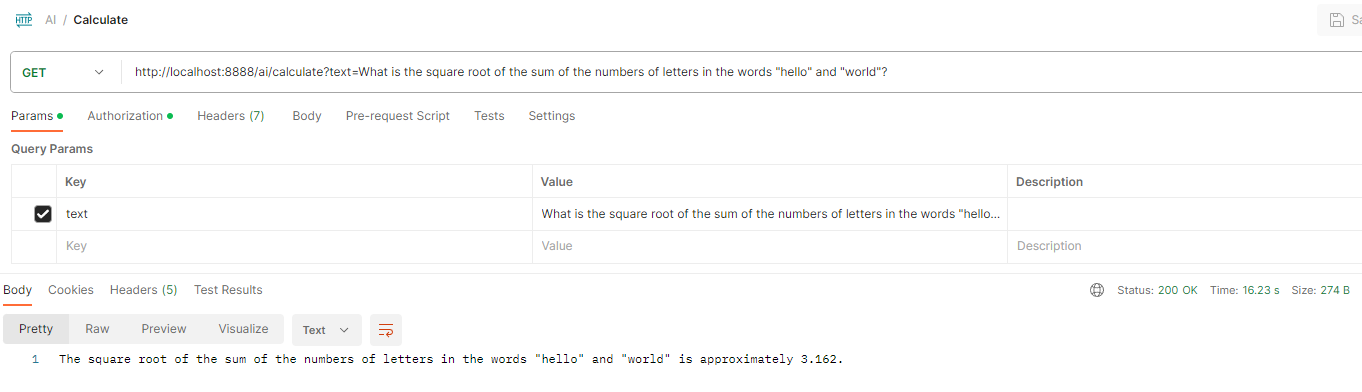 HTTP AI / Calculate
GET http://localhost:8888/ai/calculate?text=What is the square root of the sum of the numbers of letters in the words "hello" and "world"?
Params Authorization Headers (7) Body Pre-request Script Tests Settings
Query Params
Key Value Description
text What is the square root of the sum of the numbers of letters in the words "hello...
Key Value Description
Body Cookies Headers (5) Test Results Status: 200 OK Time: 16.23 s Size: 274 B
Pretty Raw Preview Visualize Text
1 The square root of the sum of the numbers of letters in the words "hello" and "world" is approximately 3.162.